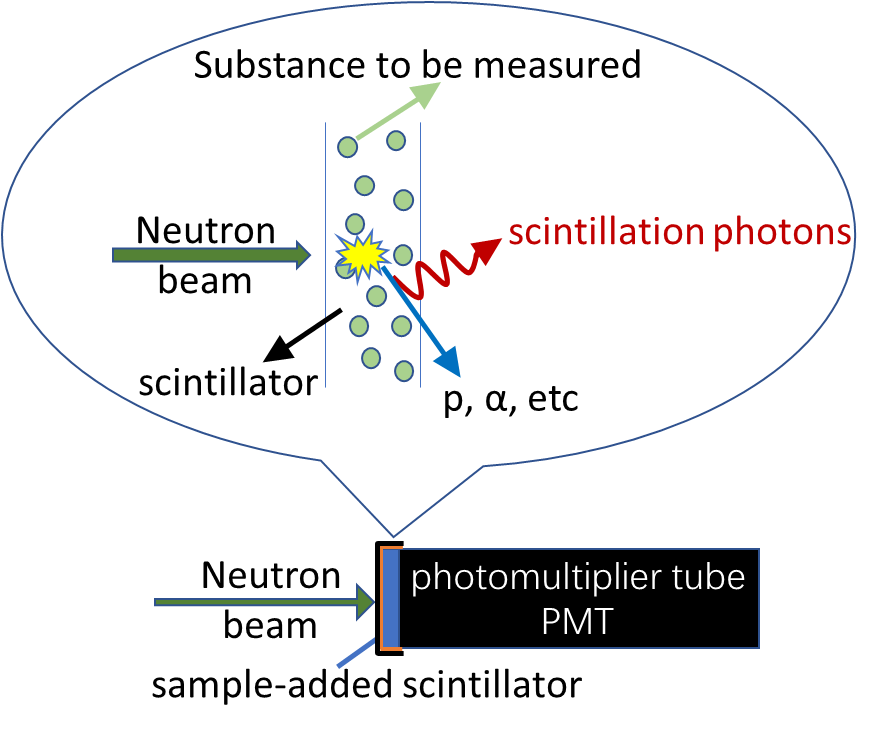 Substance to be measured
Neutron
beam
scintillation photons
scintillator
p, α, etc
Neutron
beam
photomultiplier tube
PMT
sample-added scintillator